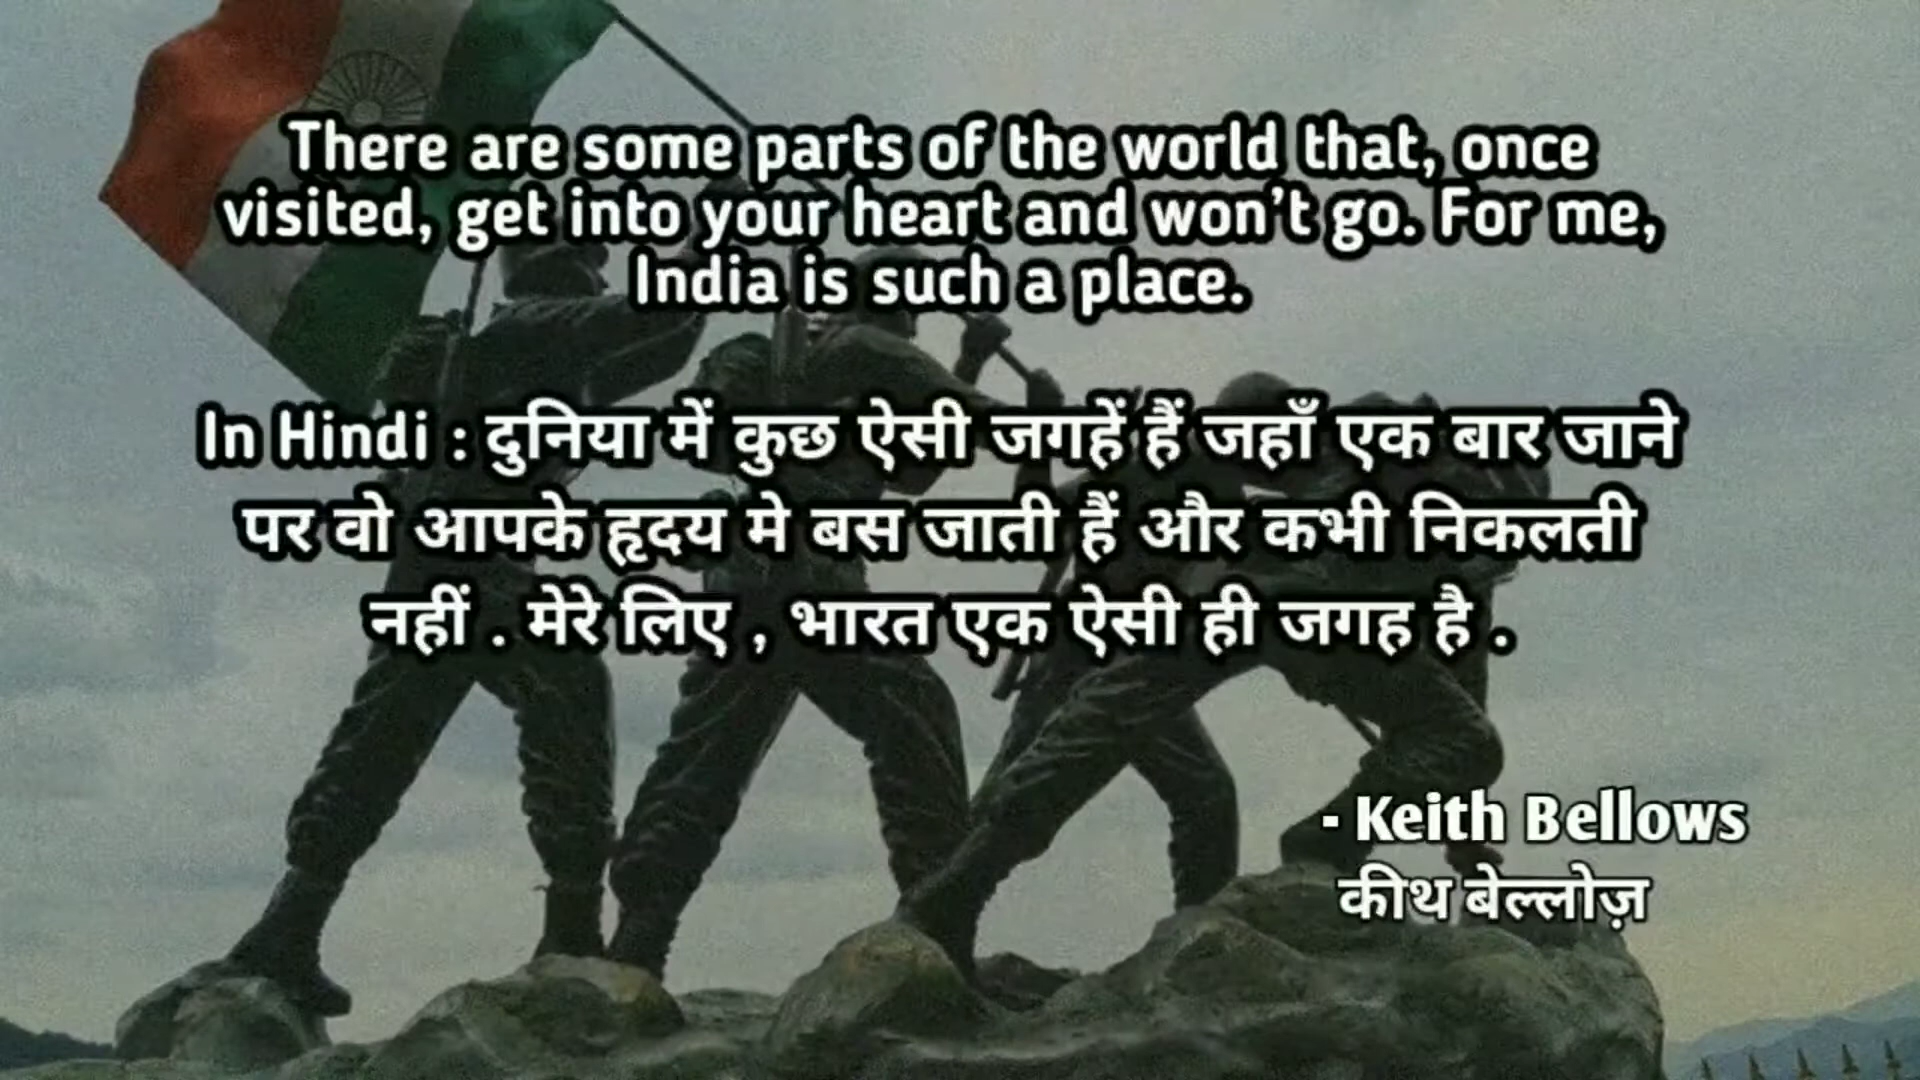 There are some parts of the world that, once
visited, get into your heart and won't go. For me,
India is such a place.
In Hindi : दुनिया में कुछ ऐसी जगहें हैं जहाँ एक बार जाने
पर वो आपके हृदय मे बस जाती हैं और कभी निकलती
नहीं . मेरे लिए , भारत एक ऐसी ही जगह है .
- Keith Bellows
कीथ बेल्लोज़